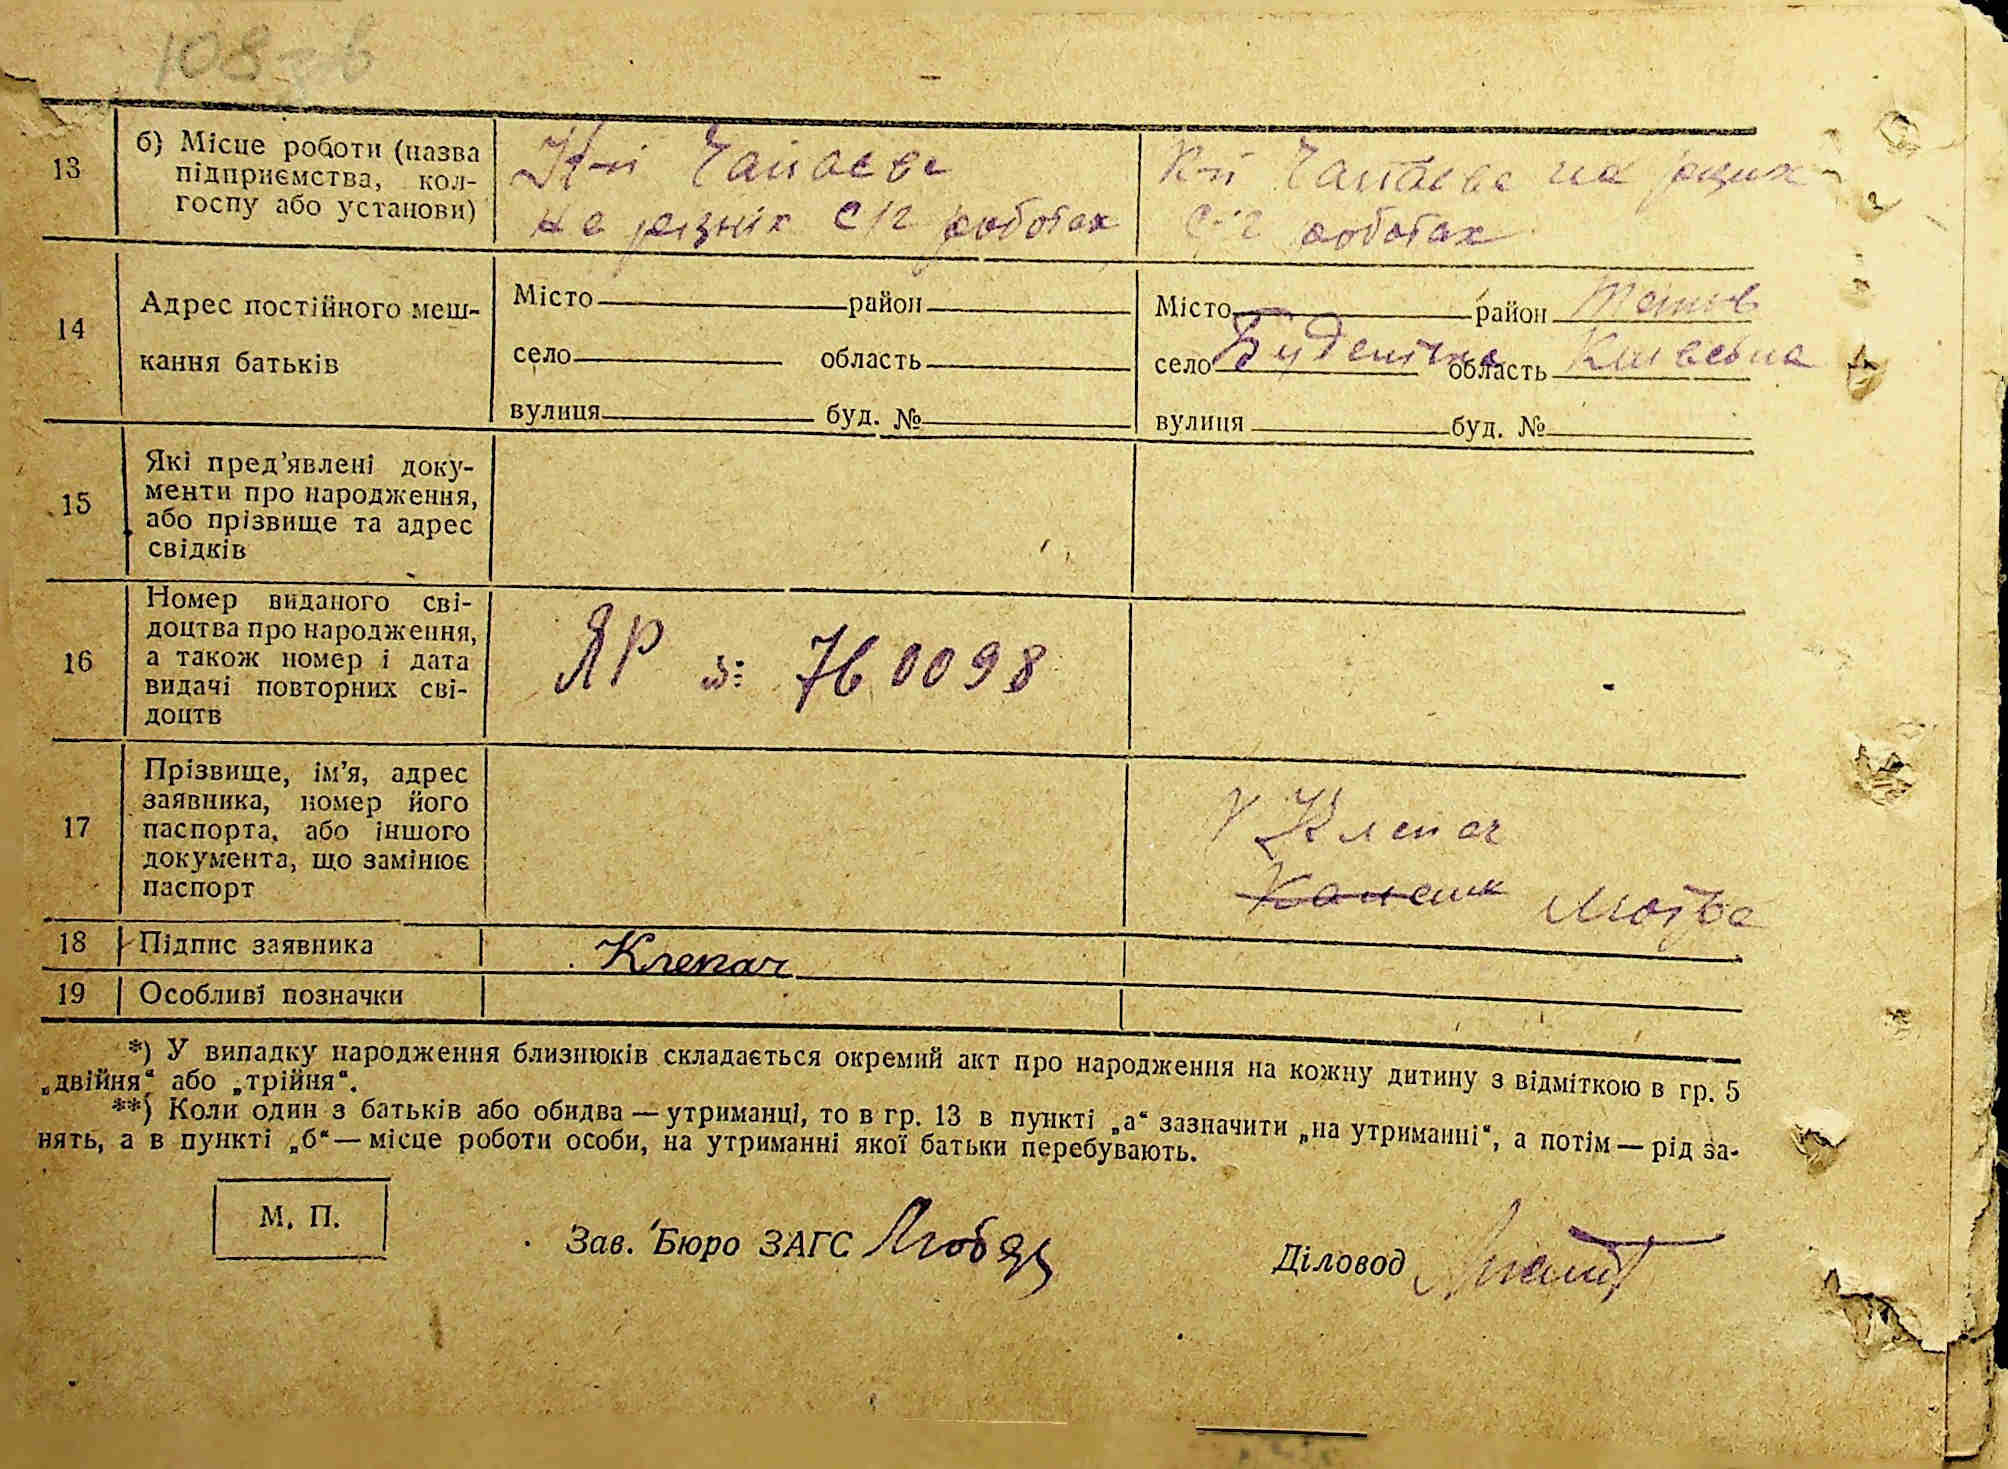 108 зв
13
б) Місце роботи (назва
підприємства, кол-
госпу або установи)
К-п Чапаєва
на різніх с/г роботах
К-п Чапаєва на різних
с-г роботах
14
Адрес постійного меш-
кання батьків
Місто район
село область
вулиця буд. №
Місто район Тетіїв
село Буденівка область Київська
вулиця буд. №
15
Які пред’явлені доку-
менти про народження,
або прізвище та адрес
свідків
16
Номер виданого сві-
доцтва про народження,
а також номер і дата
видачі повторних сві-
доцтв
ЯР 760098
17
Прізвище, ім’я, адрес
заявника, номер його
паспорта, або іншого
документа, що замінює
паспорт
Клепач
Мотря
18
Підпис заявника
Клепач
19
Особливі позначки
*) У випадку народження близнюків складається окремий акт про народження на кожну дитину з відміткою в гр. 5
„двійня“ або „трійня“.
**) Коли один з батьків або обидва — утриманці, то в гр. 13 в пункті „а“ зазначити „на утриманні“, а потім — рід за-
нять, а в пункті „б“ — місце роботи особи, на утриманні якої батьки перебувають.
М. П.
Зав. Бюро ЗАГС
Діловод